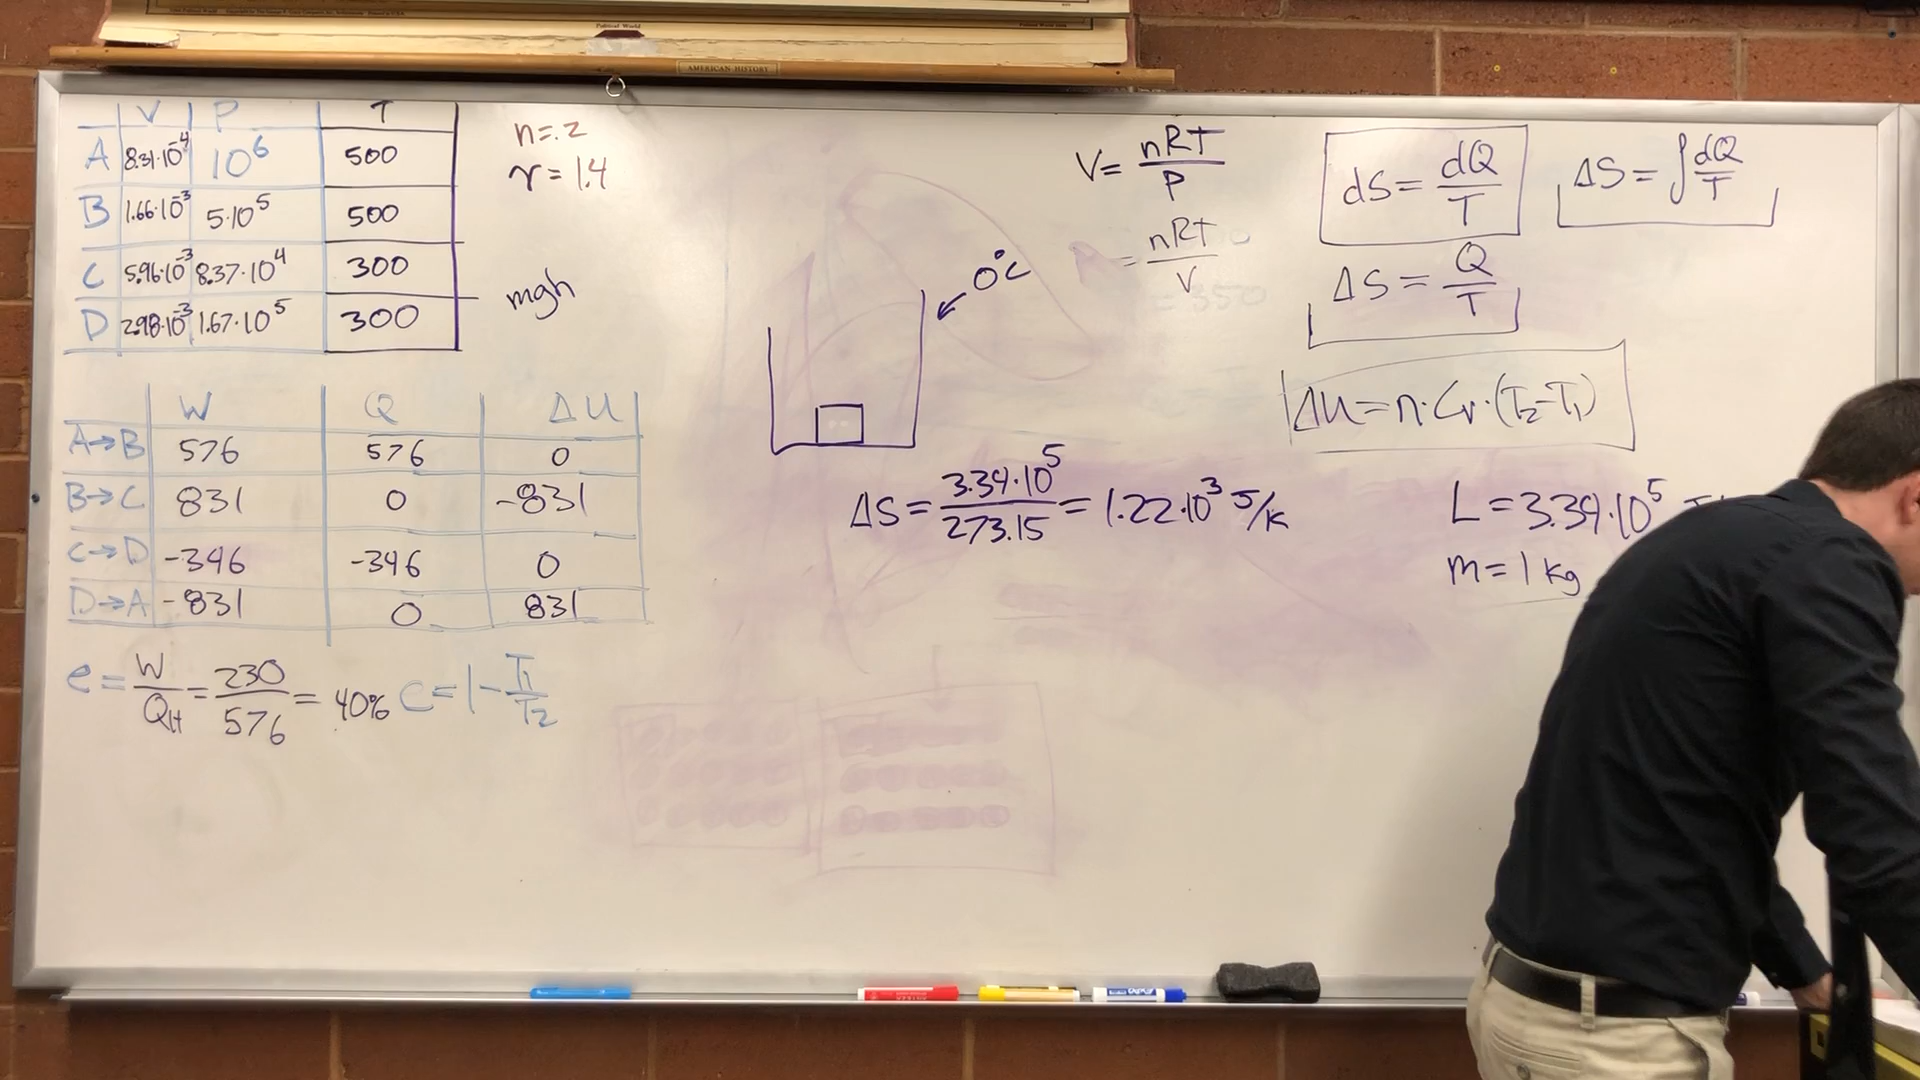 Political World
AMERICAN HISTORY
V P T
A 8.31·10⁻⁴ 10⁶ 500
B 1.66·10⁻³ 5·10⁵ 500
C 5.96·10⁻³ 8.37·10⁴ 300
D 2.98·10⁻³ 1.67·10⁵ 300
n=.2
γ=1.4
mgh
W Q ΔU
A→B 576 576 0
B→C 831 0 -831
C→D -346 -346 0
D→A -831 0 831
e = W/Q_H = 230/576 = 40% C = 1 - T₁/T₂
0°C
ΔS = 3.34·10⁵/273.15 = 1.22·10³ J/K
V = nRT/P
= nRT/V
dS = dQ/T
ΔS = ∫dQ/T
ΔS = Q/T
ΔU = n·Cv·(T₂-T₁)
L = 3.34·10⁵
m = 1 kg